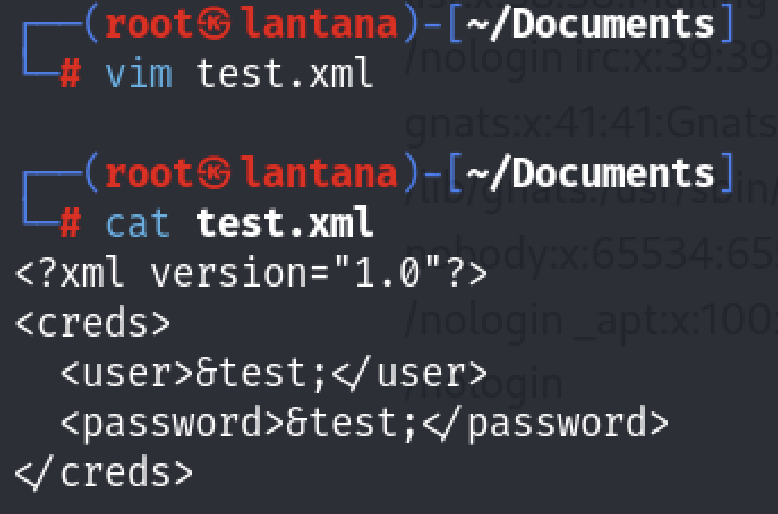 ┌──(root㉿lantana)-[~/Documents]
└─# vim test.xml
┌──(root㉿lantana)-[~/Documents]
└─# cat test.xml
<?xml version="1.0"?>
<creds>
  <user>&test;</user>
  <password>&test;</password>
</creds>
/nologin irc:x:39:39
gnats:x:41:41:Gnats
/lib/gnats:/usr/sbin/
nobody:x:65534:65
/nologin _apt:x:100:
nologin